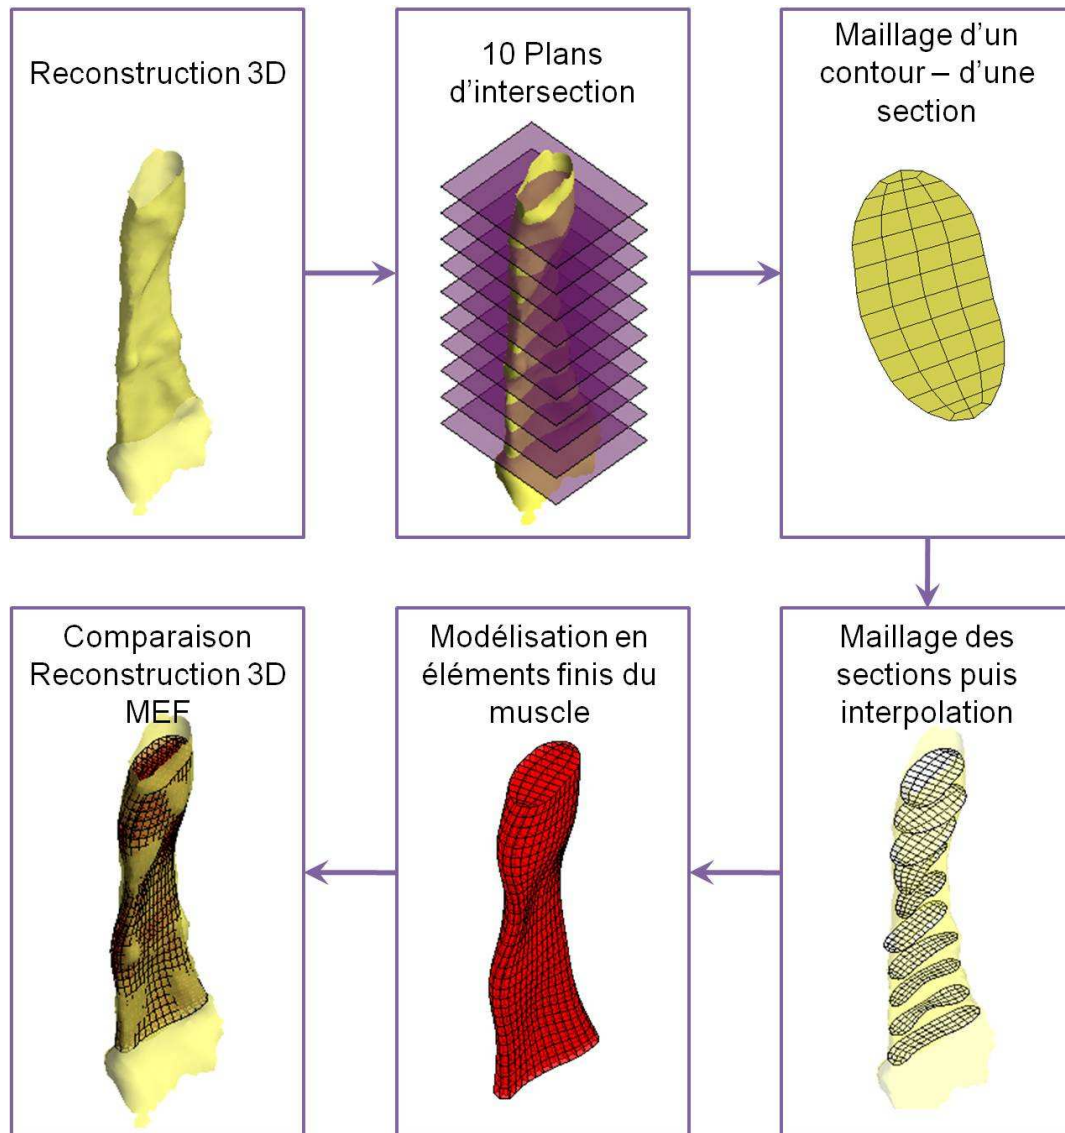 Reconstruction 3D
10 Plans
d’intersection
Maillage d’un
contour – d’une
section
Comparaison
Reconstruction 3D
MEF
Modélisation en
éléments finis du
muscle
Maillage des
sections puis
interpolation